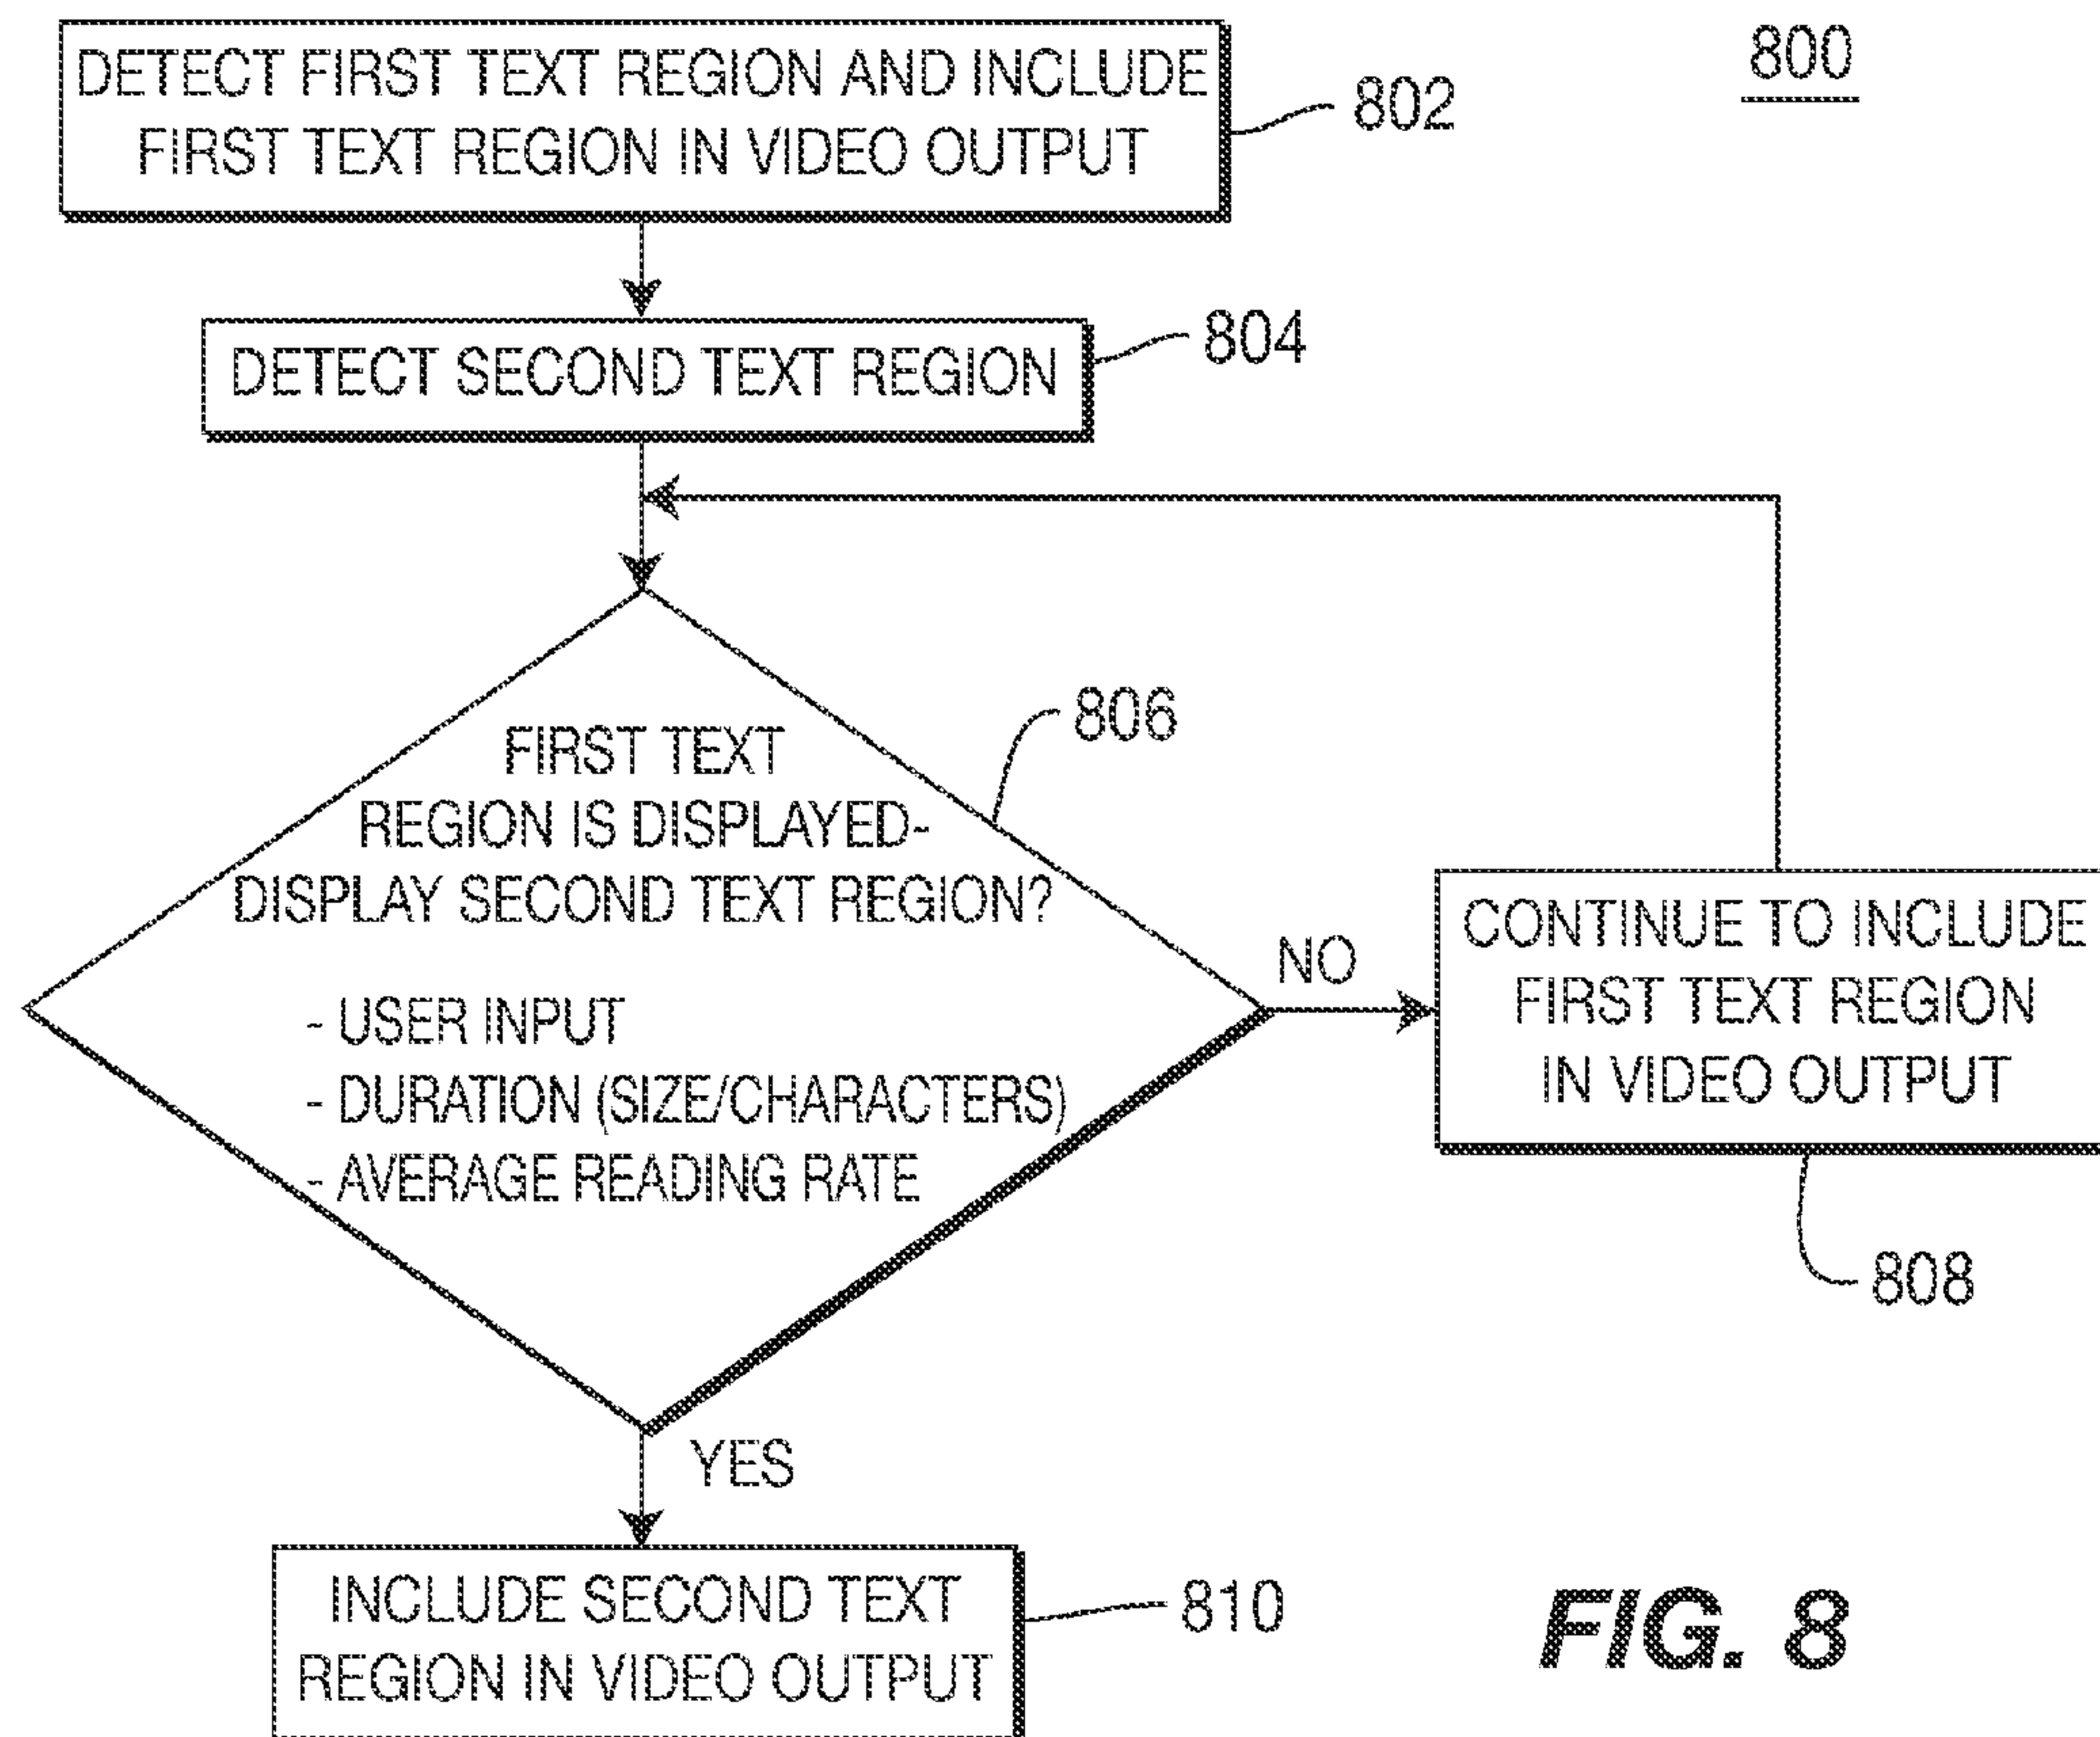 800
DETECT FIRST TEXT REGION AND INCLUDE
FIRST TEXT REGION IN VIDEO OUTPUT
802
DETECT SECOND TEXT REGION
804
FIRST TEXT
REGION IS DISPLAYED-
DISPLAY SECOND TEXT REGION?
- USER INPUT
- DURATION (SIZE/CHARACTERS)
- AVERAGE READING RATE
806
NO
CONTINUE TO INCLUDE
FIRST TEXT REGION
IN VIDEO OUTPUT
808
YES
INCLUDE SECOND TEXT
REGION IN VIDEO OUTPUT
810
FIG. 8